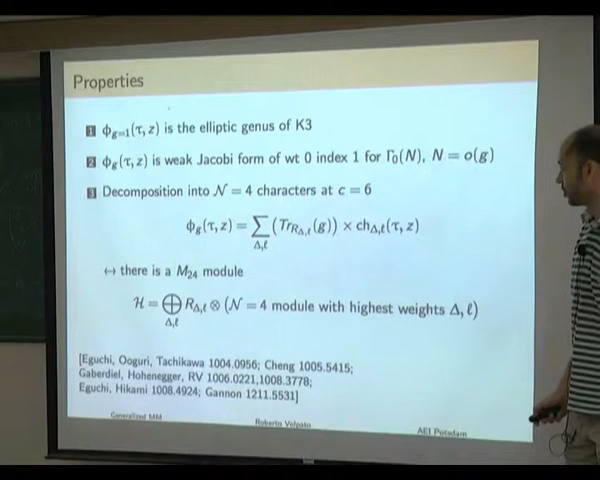 Properties
1 ϕ_{g=1}(τ, z) is the elliptic genus of K3
2 ϕ_g(τ, z) is weak Jacobi form of wt 0 index 1 for Γ₀(N), N = o(g)
3 Decomposition into 𝒩 = 4 characters at c = 6
ϕ_g(τ, z) = ∑_{Δ,ℓ} (Tr_{R_{Δ,ℓ}}(g)) × ch_{Δ,ℓ}(τ, z)
↔ there is a M₂₄ module
ℋ = ⨁_{Δ,ℓ} R_{Δ,ℓ} ⊗ (𝒩 = 4 module with highest weights Δ, ℓ)
[Eguchi, Ooguri, Tachikawa 1004.0956; Cheng 1005.5415;
Gaberdiel, Hohenegger, RV 1006.0221,1008.3778;
Eguchi, Hikami 1008.4924; Gannon 1211.5531]
Generalized MM Roberto Volpato AEI Potsdam